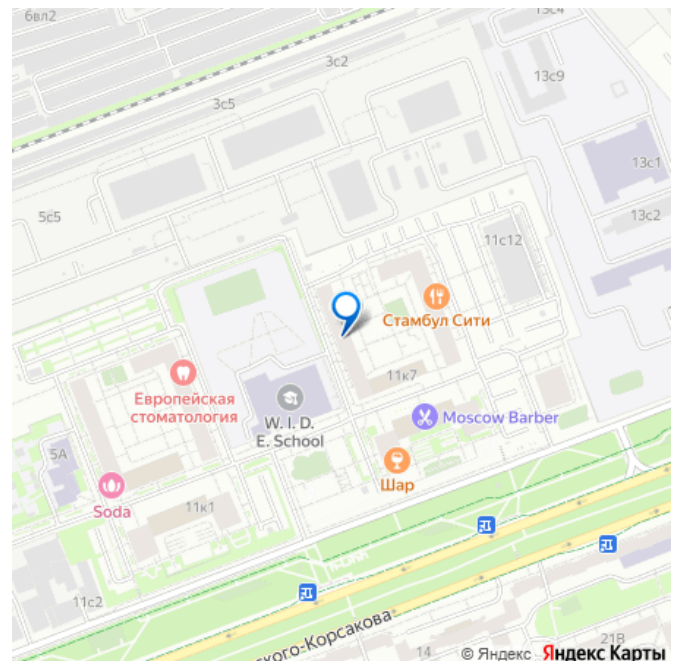 6вл2
13с4
3с2
13с9
3с5
13с1
5с5
13с2
11с12
Стамбул Сити
11к7
Европейская
стоматология
W. I. D.
E. School
Moscow Barber
5А
Шар
Soda
11к1
11с2
ского-Корсакова
14
21В
© Яндекс Яндекс Карты